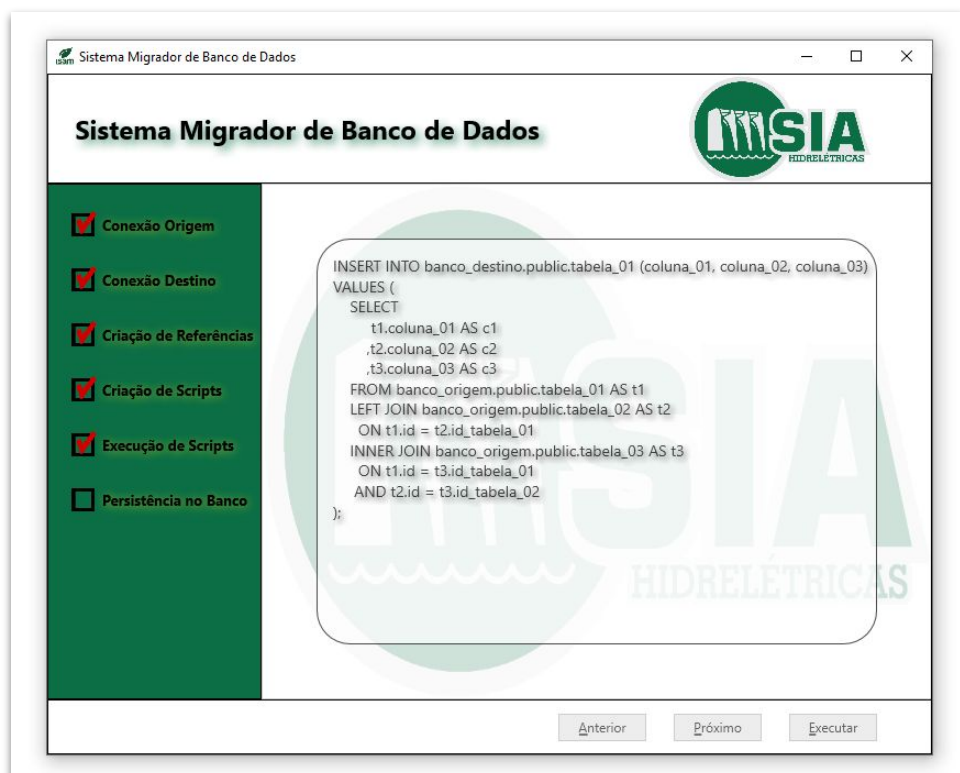 Sistema Migrador de Banco de Dados
Sistema Migrador de Banco de Dados
SIA
HIDRELÉTRICAS
Conexão Origem
Conexão Destino
Criação de Referências
Criação de Scripts
Execução de Scripts
Persistência no Banco
INSERT INTO banco_destino.public.tabela_01 (coluna_01, coluna_02, coluna_03)
VALUES (
SELECT
t1.coluna_01 AS c1
,t2.coluna_02 AS c2
,t3.coluna_03 AS c3
FROM banco_origem.public.tabela_01 AS t1
LEFT JOIN banco_origem.public.tabela_02 AS t2
ON t1.id = t2.id_tabela_01
INNER JOIN banco_origem.public.tabela_03 AS t3
ON t1.id = t3.id_tabela_01
AND t2.id = t3.id_tabela_02
);
SIA
HIDRELÉTRICAS
Anterior
Próximo
Executar